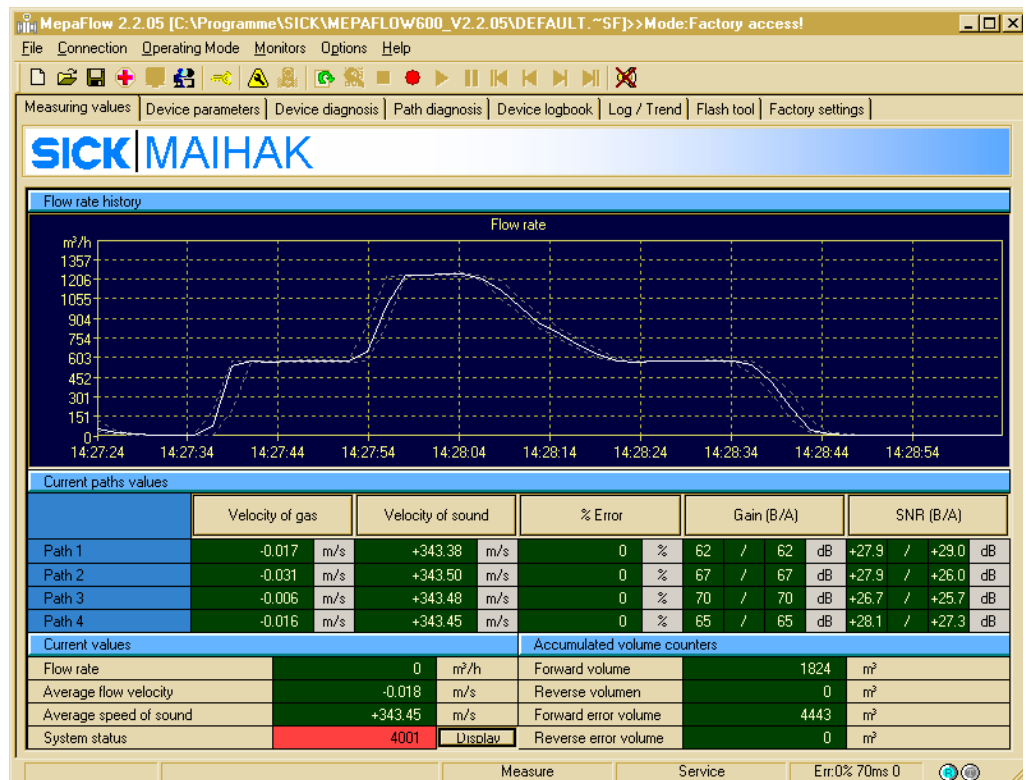 MepaFlow 2.2.05 [C:\Programme\SICK\MEPAFLOW600_V2.2.05\DEFAULT.~SF]>>Mode:Factory access!
File Connection Operating Mode Monitors Options Help
Measuring values Device parameters Device diagnosis Path diagnosis Device logbook Log / Trend Flash tool Factory settings
SICK MAIHAK
Flow rate history
Flow rate
m³/h
1357
1206
1055
904
754
603
452
301
151
0
14:27:24 14:27:34 14:27:44 14:27:54 14:28:04 14:28:14 14:28:24 14:28:34 14:28:44 14:28:54
Current paths values
Velocity of gas Velocity of sound % Error Gain (B/A) SNR (B/A)
Path 1 -0.017 m/s +343.38 m/s 0 % 62 / 62 dB +27.9 / +29.0 dB
Path 2 -0.031 m/s +343.50 m/s 0 % 67 / 67 dB +27.9 / +26.0 dB
Path 3 -0.006 m/s +343.48 m/s 0 % 70 / 70 dB +26.7 / +25.7 dB
Path 4 -0.016 m/s +343.45 m/s 0 % 65 / 65 dB +28.1 / +27.3 dB
Current values Accumulated volume counters
Flow rate 0 m³/h Forward volume 1824 m³
Average flow velocity -0.018 m/s Reverse volumen 0 m³
Average speed of sound +343.45 m/s Forward error volume 4443 m³
System status 4001 Display Reverse error volume 0 m³
Measure Service Err:0% 70ms 0